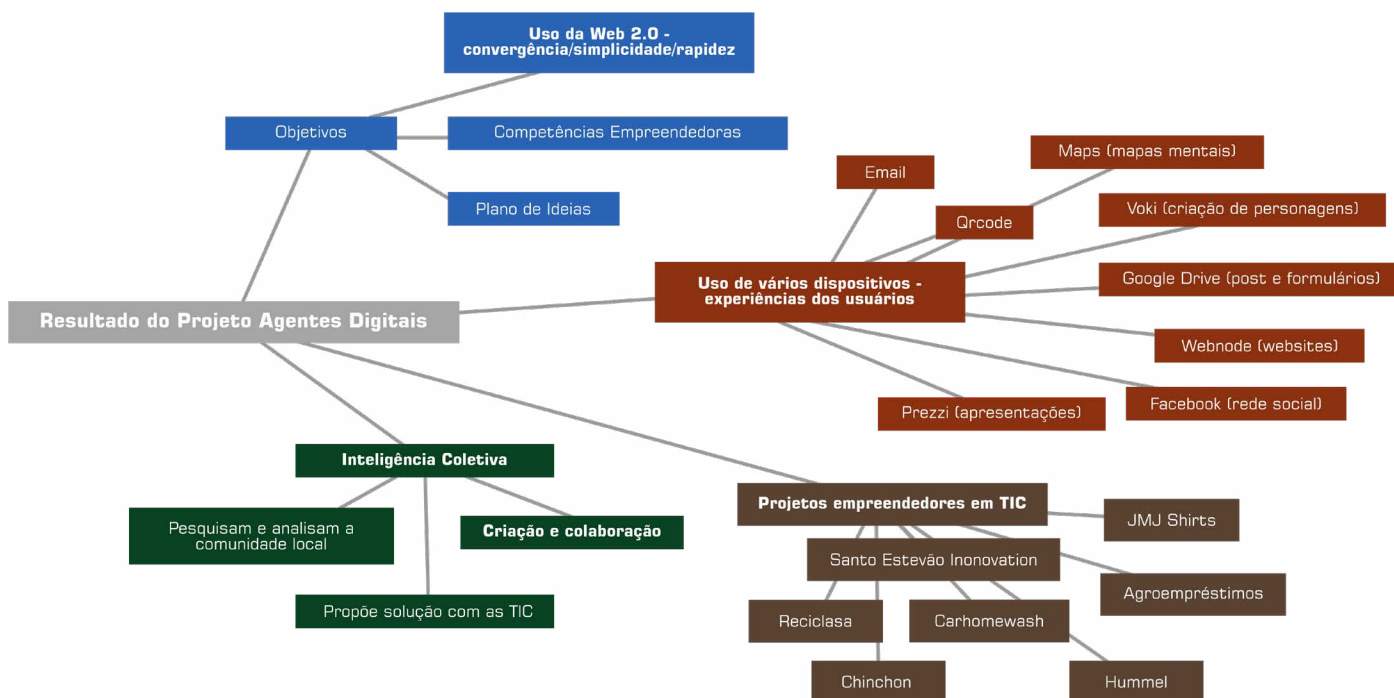 Uso da Web 2.0 -
convergência/simplicidade/rapidez
Objetivos
Competências Empreendedoras
Plano de Ideias
Resultado do Projeto Agentes Digitais
Email
Maps (mapas mentais)
Qrcode
Voki (criação de personagens)
Uso de vários dispositivos -
experiências dos usuários
Google Drive (post e formulários)
Webnode (websites)
Facebook (rede social)
Prezzi (apresentações)
Inteligência Coletiva
Pesquisam e analisam a
comunidade local
Criação e colaboração
Propõe solução com as TIC
Projetos empreendedores em TIC
JMJ Shirts
Santo Estevão Inonovation
Agroempréstimos
Reciclasa
Carhomewash
Chinchon
Hummel